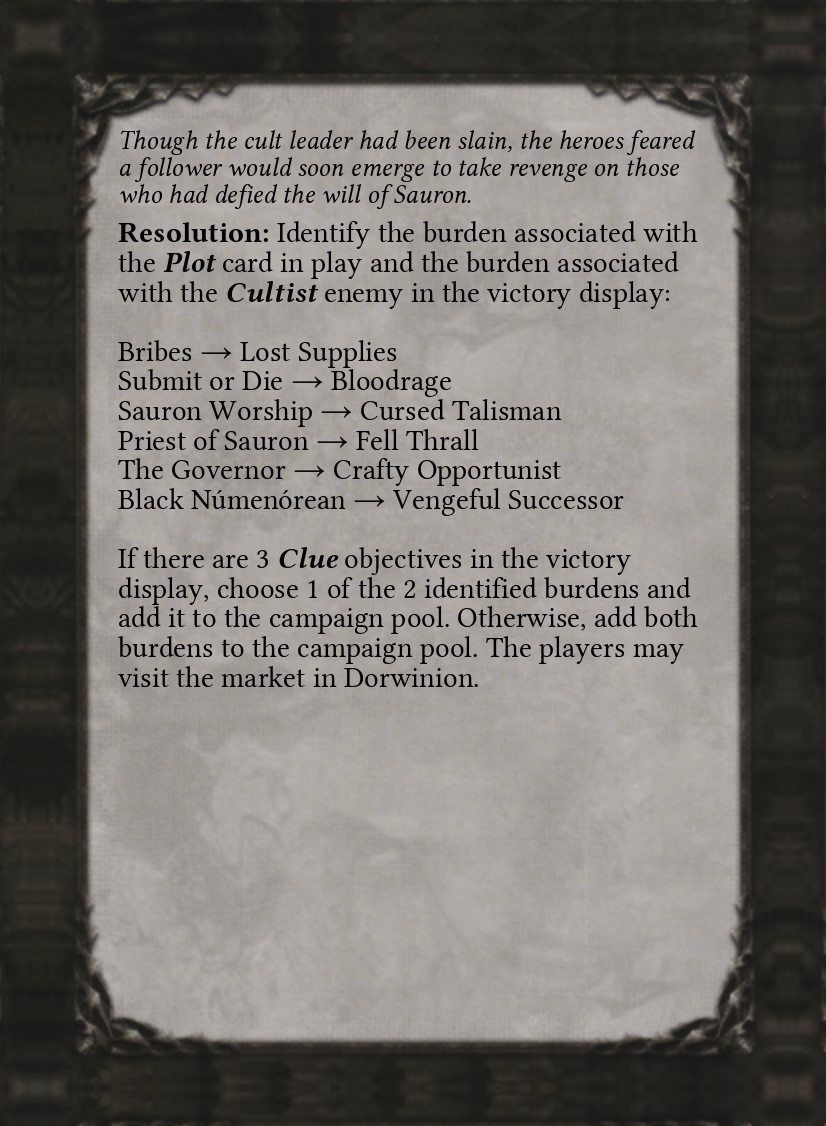 Though the cult leader had been slain, the heroes feared
a follower would soon emerge to take revenge on those
who had defied the will of Sauron.
Resolution: Identify the burden associated with
the Plot card in play and the burden associated
with the Cultist enemy in the victory display:
Bribes → Lost Supplies
Submit or Die → Bloodrage
Sauron Worship → Cursed Talisman
Priest of Sauron → Fell Thrall
The Governor → Crafty Opportunist
Black Númenórean → Vengeful Successor
If there are 3 Clue objectives in the victory
display, choose 1 of the 2 identified burdens and
add it to the campaign pool. Otherwise, add both
burdens to the campaign pool. The players may
visit the market in Dorwinion.